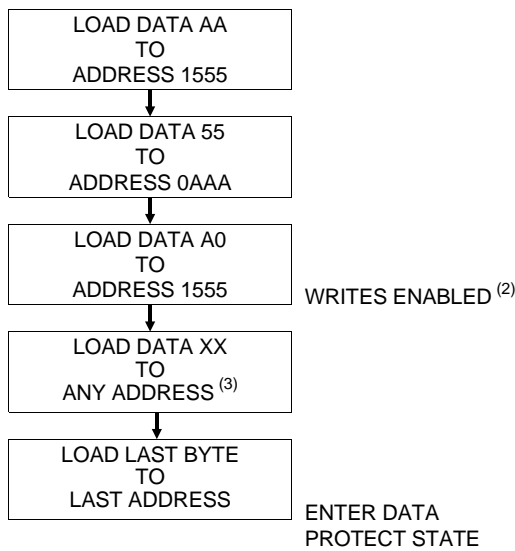 LOAD DATA AA
TO
ADDRESS 1555
LOAD DATA 55
TO
ADDRESS 0AAA
LOAD DATA A0
TO
ADDRESS 1555
WRITES ENABLED (2)
LOAD DATA XX
TO
ANY ADDRESS (3)
LOAD LAST BYTE
TO
LAST ADDRESS
ENTER DATA
PROTECT STATE